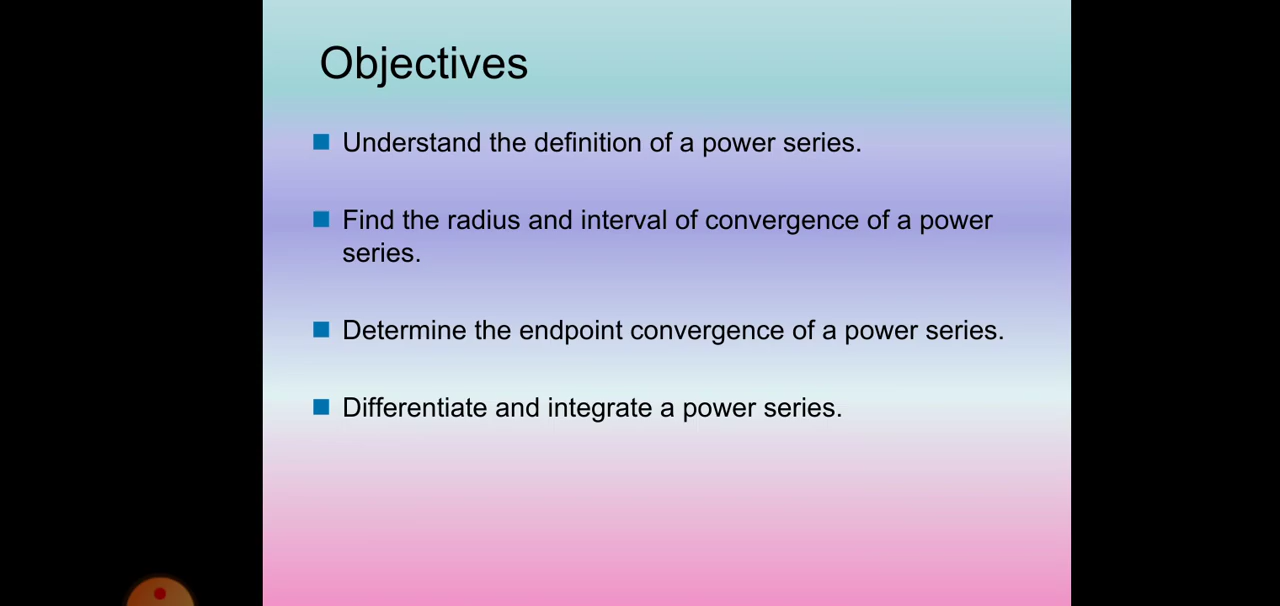 Objectives
Understand the definition of a power series.
Find the radius and interval of convergence of a power
series.
Determine the endpoint convergence of a power series.
Differentiate and integrate a power series.